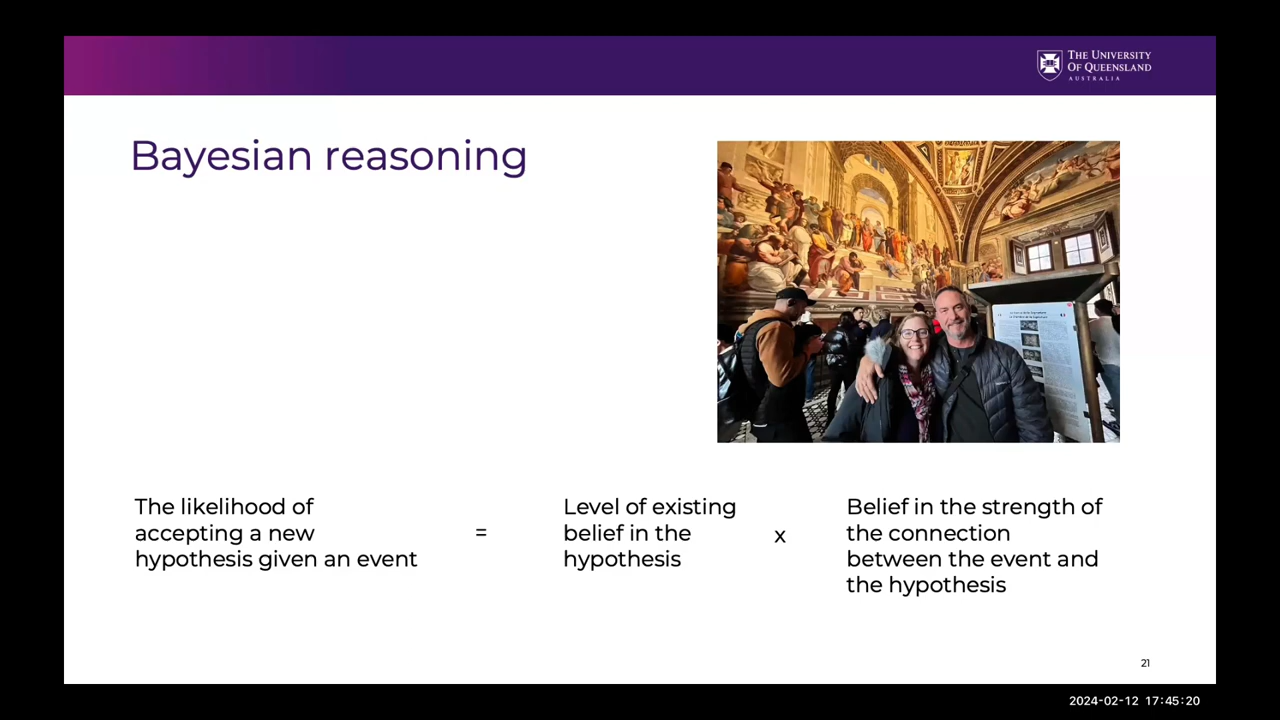 THE UNIVERSITY
OF QUEENSLAND
AUSTRALIA
Bayesian reasoning
The likelihood of
accepting a new
hypothesis given an event
=
Level of existing
belief in the
hypothesis
x
Belief in the strength of
the connection
between the event and
the hypothesis
21
2024-02-12 17:45:20